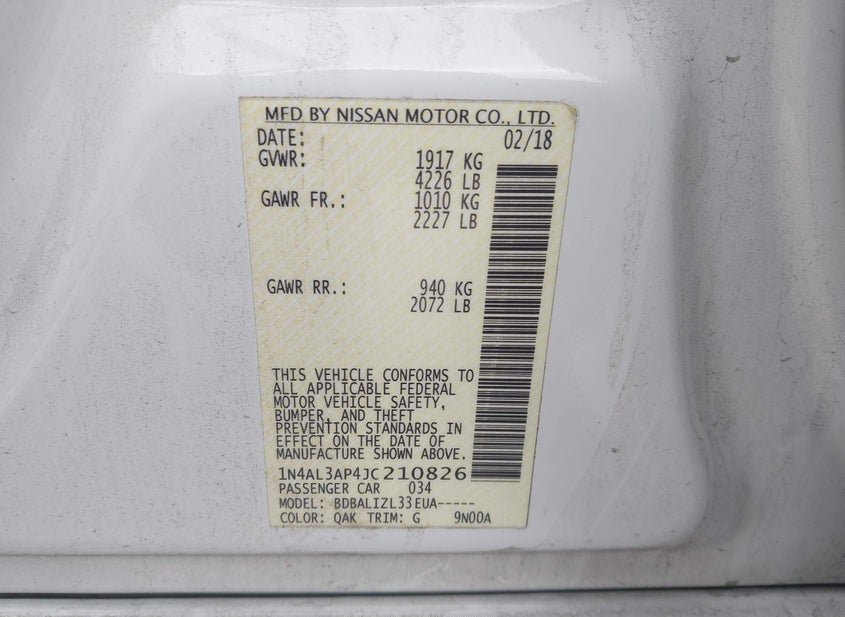 MFD BY NISSAN MOTOR CO., LTD.
DATE: 02/18
GVWR: 1917 KG
4226 LB
GAWR FR.: 1010 KG
2227 LB
GAWR RR.: 940 KG
2072 LB
THIS VEHICLE CONFORMS TO
ALL APPLICABLE FEDERAL
MOTOR VEHICLE SAFETY,
BUMPER, AND THEFT
PREVENTION STANDARDS IN
EFFECT ON THE DATE OF
MANUFACTURE SHOWN ABOVE.
1N4AL3AP4JC210826
PASSENGER CAR 034
MODEL: BDBALIZL33EUA-----
COLOR: QAK TRIM: G 9N00A